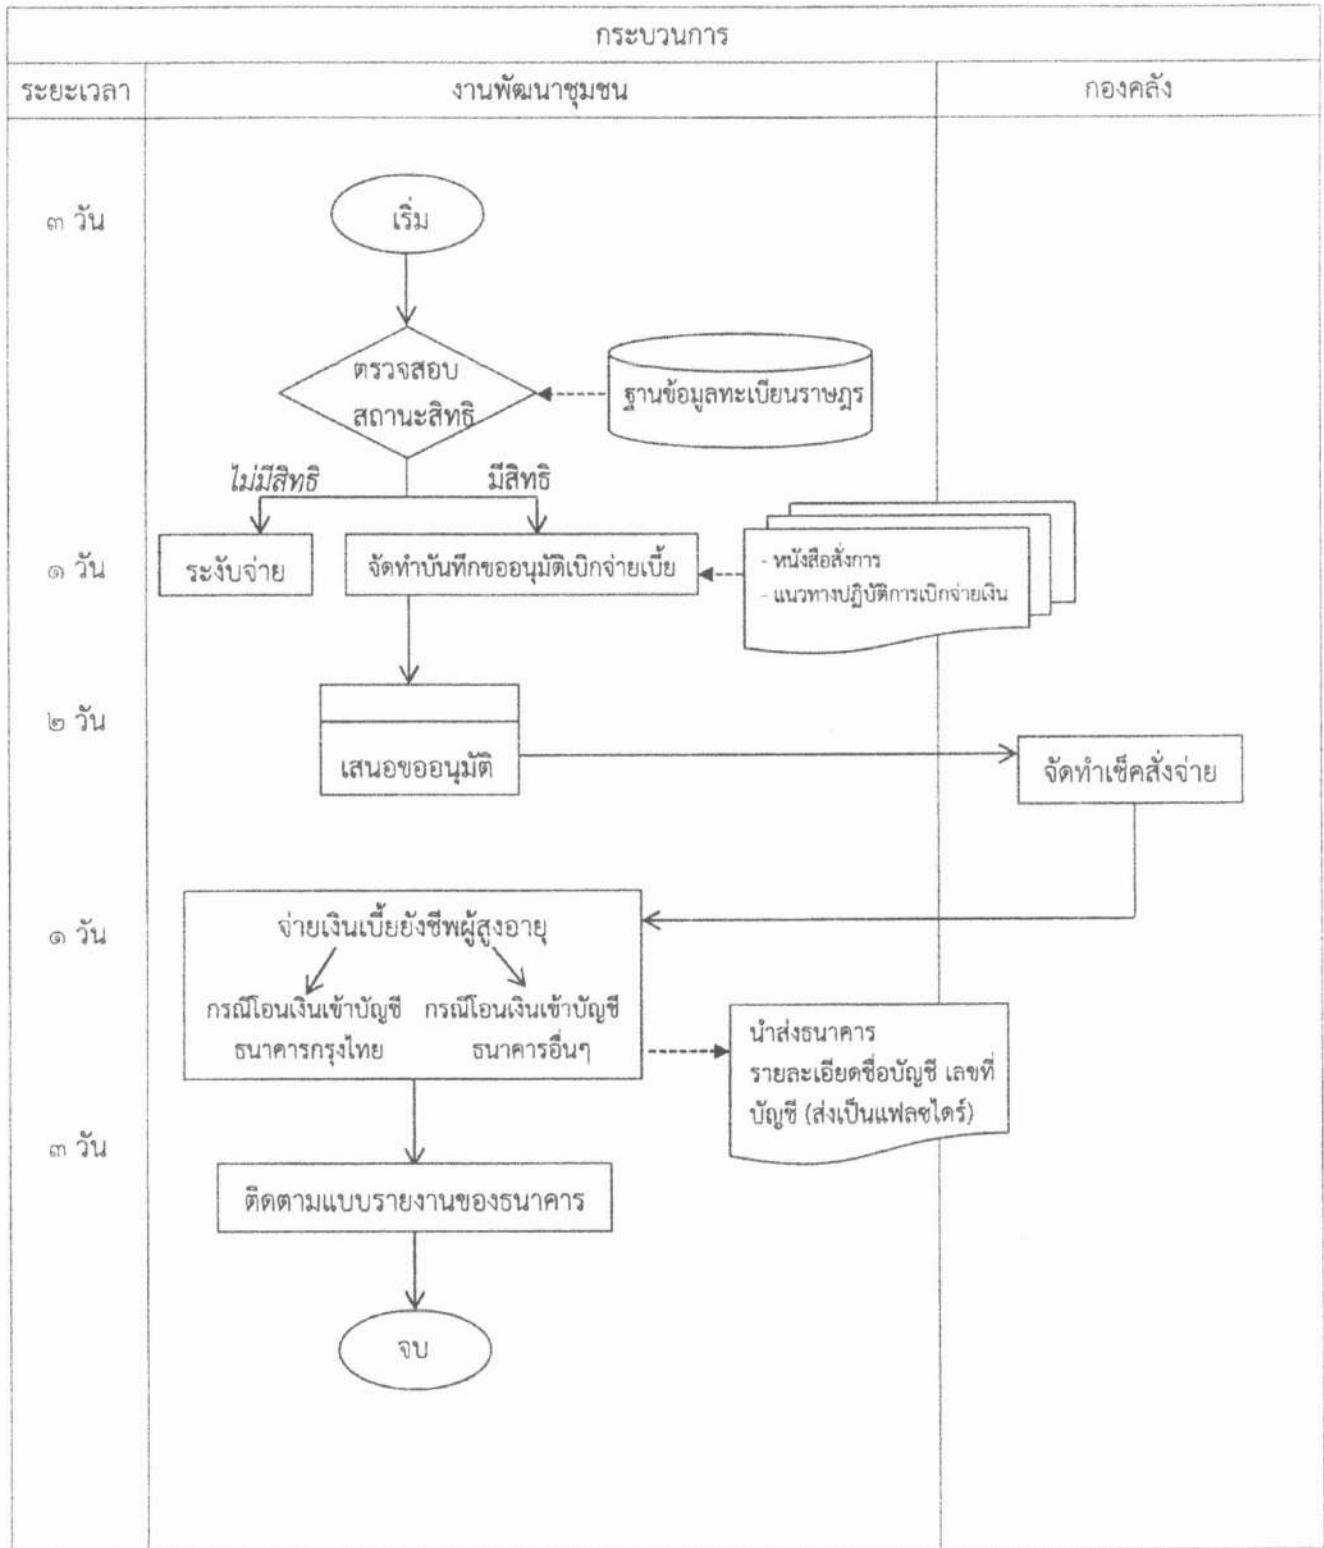 กระบวนการ
ระยะเวลา
งานพัฒนาชุมชน
กองคลัง
๓ วัน
เริ่ม
ตรวจสอบ
สถานะสิทธิ
ฐานข้อมูลทะเบียนราษฎร
ไม่มีสิทธิ
มีสิทธิ
๑ วัน
ระงับจ่าย
จัดทำบันทึกขออนุมัติเบิกจ่ายเบี้ย
- หนังสือสั่งการ
- แนวทางปฏิบัติการเบิกจ่ายเงิน
๒ วัน
เสนอขออนุมัติ
จัดทำเช็คสั่งจ่าย
๑ วัน
จ่ายเงินเบี้ยยังชีพผู้สูงอายุ
กรณีโอนเงินเข้าบัญชี
ธนาคารกรุงไทย
กรณีโอนเงินเข้าบัญชี
ธนาคารอื่นๆ
นำส่งธนาคาร
รายละเอียดชื่อบัญชี เลขที่
บัญชี (ส่งเป็นแฟลซไดร์)
๓ วัน
ติดตามแบบรายงานของธนาคาร
จบ